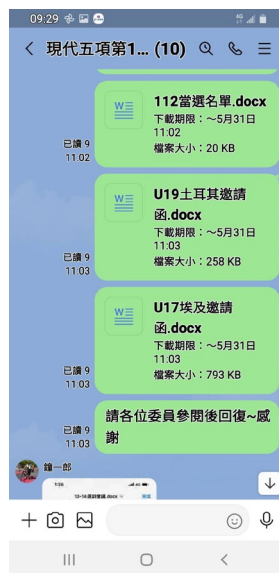 09:29
4G
現代五項第1... (10)
112當選名單.docx
下載期限：~5月31日
11:02
檔案大小：20 KB
已讀 9
11:02
U19土耳其邀請
函.docx
下載期限：~5月31日
11:03
檔案大小：258 KB
已讀 9
11:03
U17埃及邀請
函.docx
下載期限：~5月31日
11:03
檔案大小：793 KB
已讀 9
11:03
請各位委員參閱後回復~感
謝
已讀 9
11:03
鐘一郎